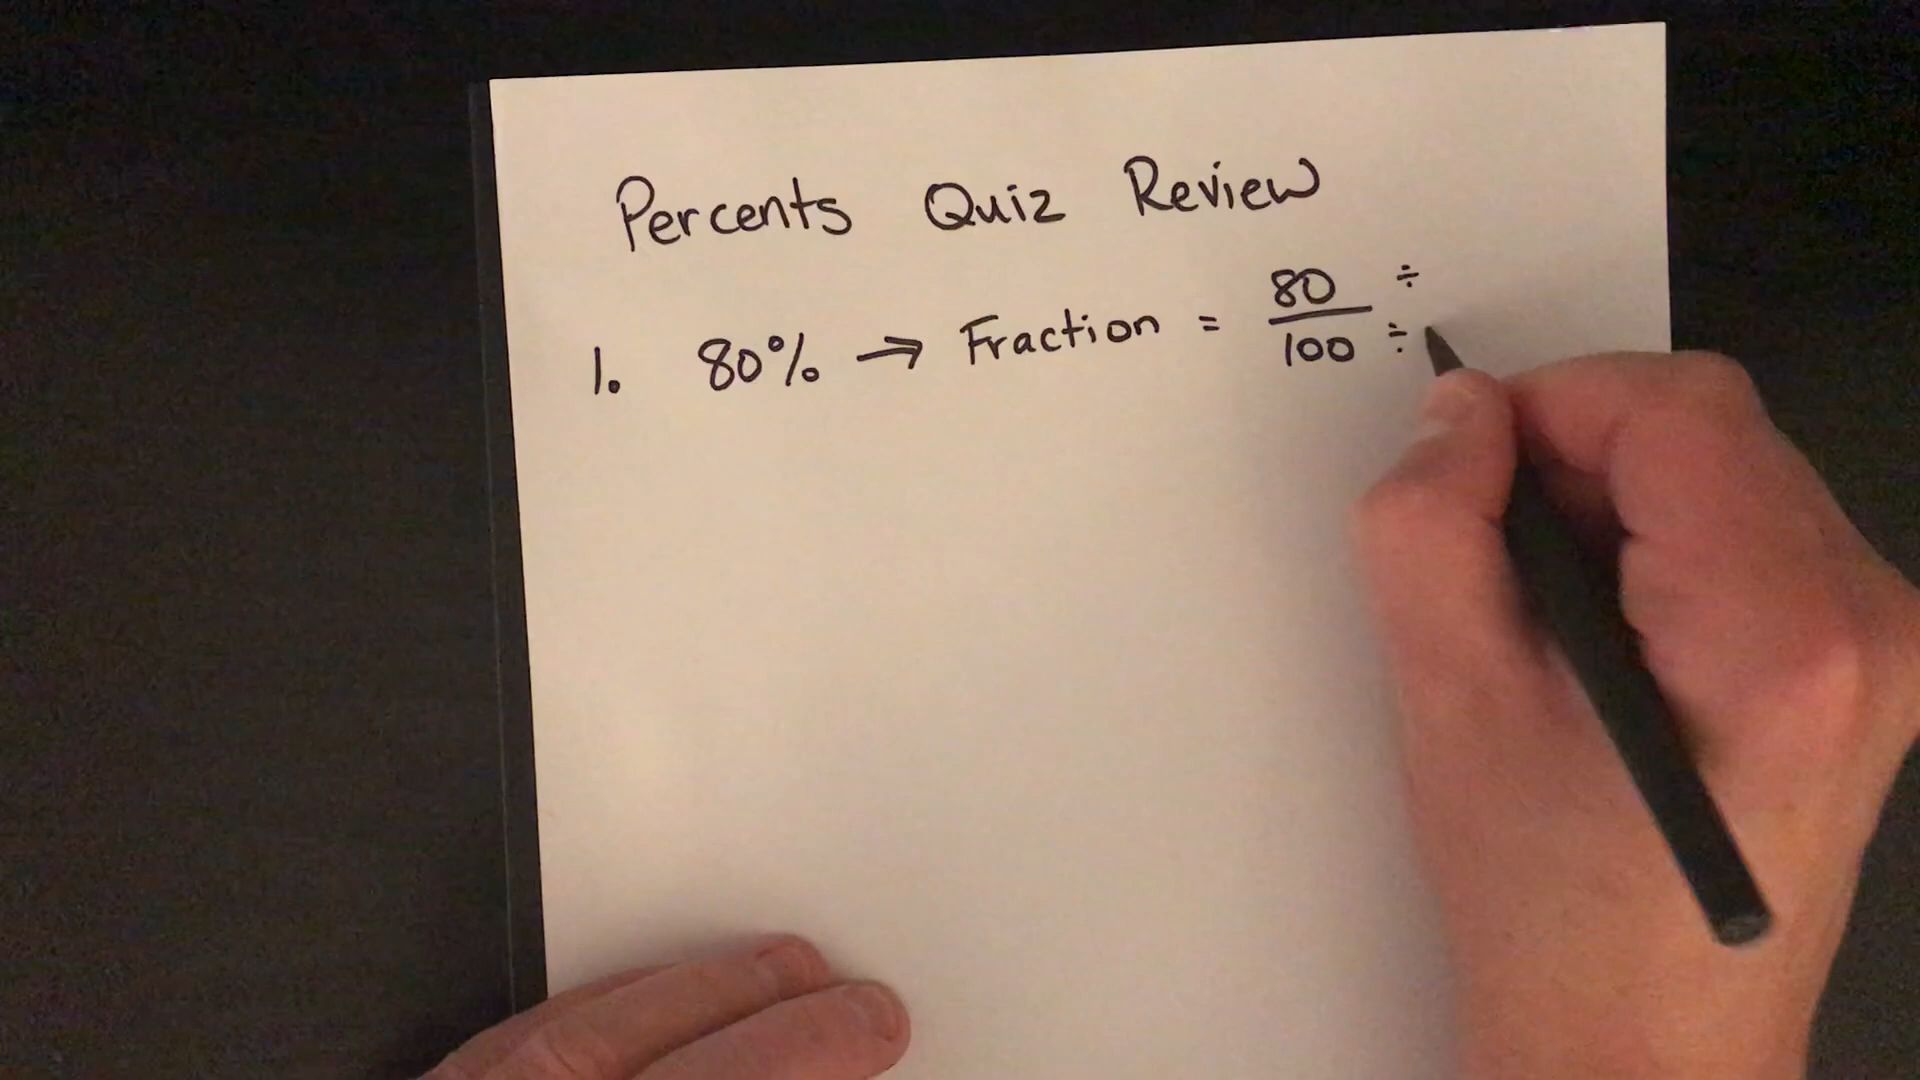 Percents Quiz Review
1. 80% → Fraction = 80/100 ÷ ÷